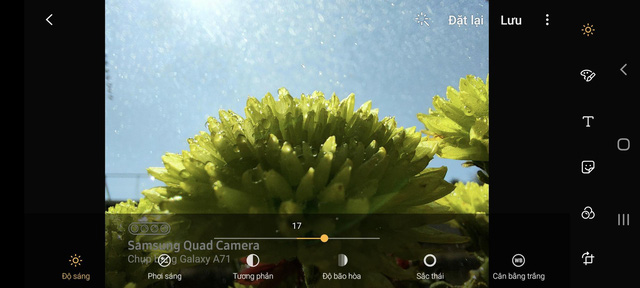 Đặt lại
Lưu
T
17
Samsung Quad Camera
Chụp bằng Galaxy A71
Độ sáng
Phơi sáng
Tương phản
Độ bão hòa
Sắc thái
WB
Cân bằng trắng